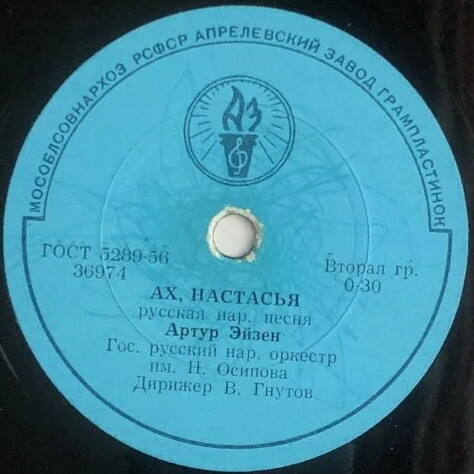 МОСОБЛСОВНАРХОЗ РСФСР АПРЕЛЕВСКИЙ ЗАВОД ГРАМПЛАСТИНОК
АЗ
ГОСТ 5289-56
36974
Вторая гр.
0-30
АХ, НАСТАСЬЯ
русская нар. песня
Артур Эйзен
Гос. русский нар. оркестр
им. Н. Осипова
Дирижер В. Гнутов